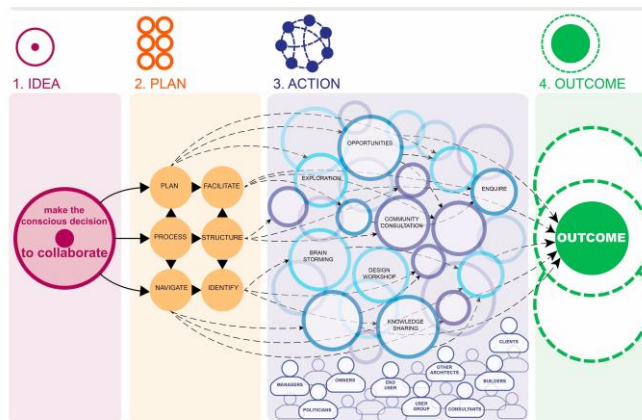 1. IDEA
2. PLAN
3. ACTION
4. OUTCOME
make the
conscious decision
to collaborate
PLAN
FACILITATE
PROCESS
STRUCTURE
NAVIGATE
IDENTIFY
OPPORTUNITIES
EXPLORATION
ENQUIRE
COMMUNITY
CONSULTATION
BRAIN
STORMING
DESIGN
WORKSHOP
KNOWLEDGE
SHARING
OUTCOME
CLIENTS
MANAGERS
OWNERS
END
USER
OTHER
ARCHITECTS
BUILDERS
POLITICIANS
USER
GROUP
CONSULTANTS